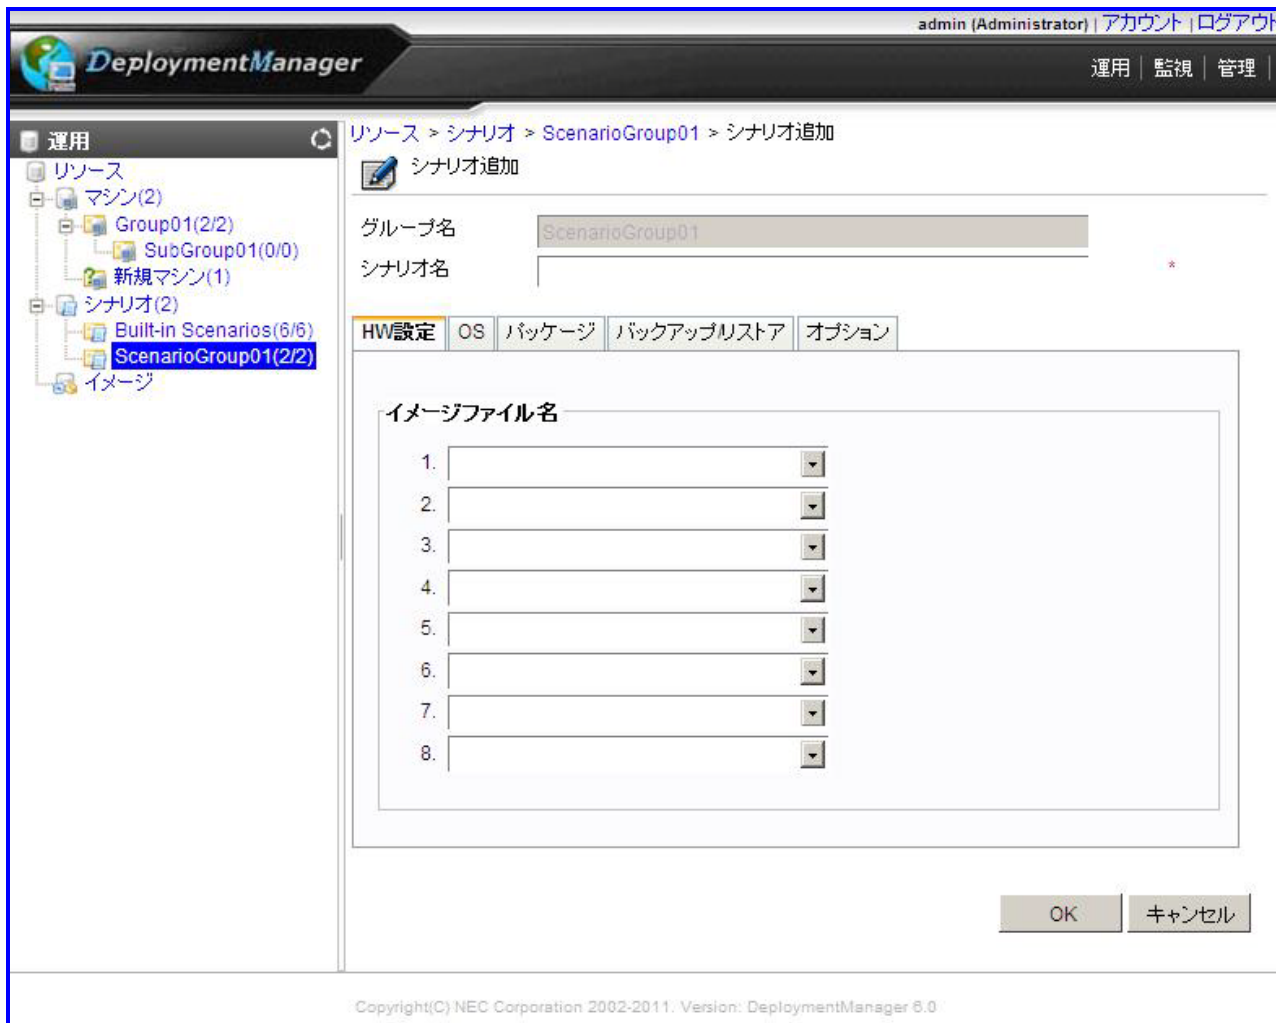 admin (Administrator) | アカウント | ログアウト
DeploymentManager
運用 | 監視 | 管理 |
運用
リソース
マシン(2)
Group01(2/2)
SubGroup01(0/0)
新規マシン(1)
シナリオ(2)
Built-in Scenarios(6/6)
ScenarioGroup01(2/2)
イメージ
リソース > シナリオ > ScenarioGroup01 > シナリオ追加
シナリオ追加
グループ名 ScenarioGroup01
シナリオ名 *
HW設定 OS パッケージ バックアップ/リストア オプション
イメージファイル名
1.
2.
3.
4.
5.
6.
7.
8.
OK キャンセル
Copyright(C) NEC Corporation 2002-2011. Version: DeploymentManager 6.0